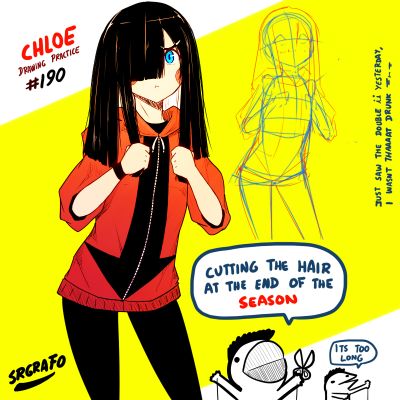 CHLOE
DRAWING PRACTICE
#190
JUST SAW THE DOUBLE ¿¿ YESTERDAY,
I WASN'T THAAAAT DRUNK
CUTTING THE HAIR
AT THE END OF THE
SEASON
ITS TOO
LONG
SRGRAFO